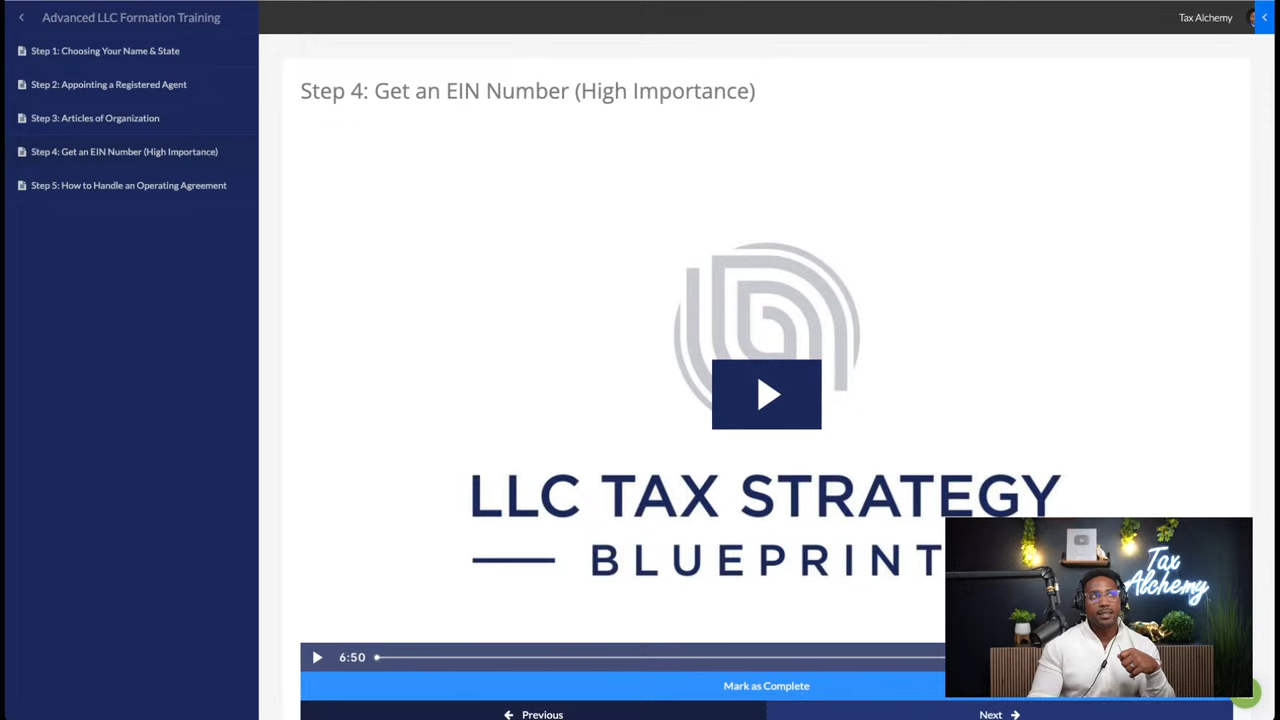 Advanced LLC Formation Training
Tax Alchemy
Step 1: Choosing Your Name & State
Step 2: Appointing a Registered Agent
Step 3: Articles of Organization
Step 4: Get an EIN Number (High Importance)
Step 5: How to Handle an Operating Agreement
Step 4: Get an EIN Number (High Importance)
LLC TAX STRATEGY
BLUEPRINT
Tax
Alchemy
6:50
Mark as Complete
Previous
Next